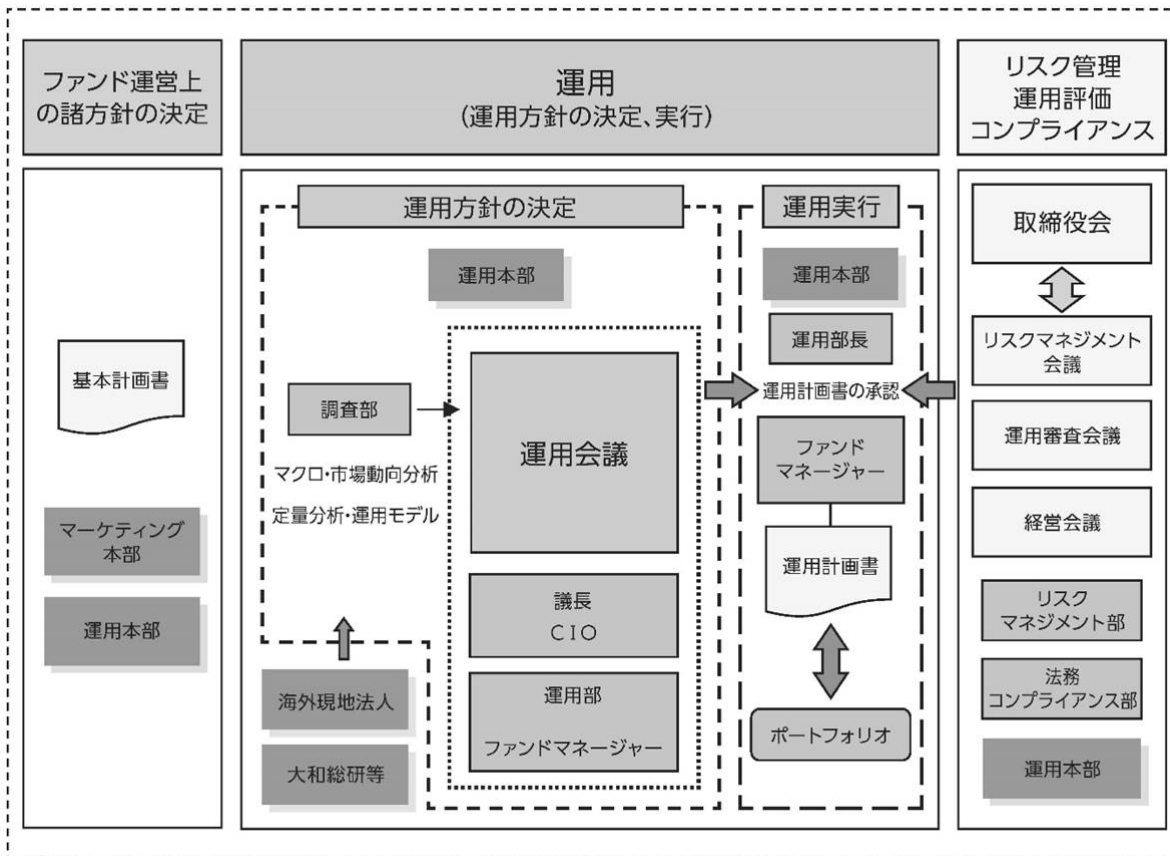 ファンド運営上
の諸方針の決定
運用
(運用方針の決定、実行)
リスク管理
運用評価
コンプライアンス
基本計画書
マーケティング
本部
運用本部
運用方針の決定
運用本部
調査部
マクロ・市場動向分析
定量分析・運用モデル
海外現地法人
大和総研等
運用会議
議長
CIO
運用部
ファンドマネージャー
運用実行
運用本部
運用部長
運用計画書の承認
ファンド
マネージャー
運用計画書
ポートフォリオ
取締役会
リスクマネジメント
会議
運用審査会議
経営会議
リスク
マネジメント部
法務
コンプライアンス部
運用本部